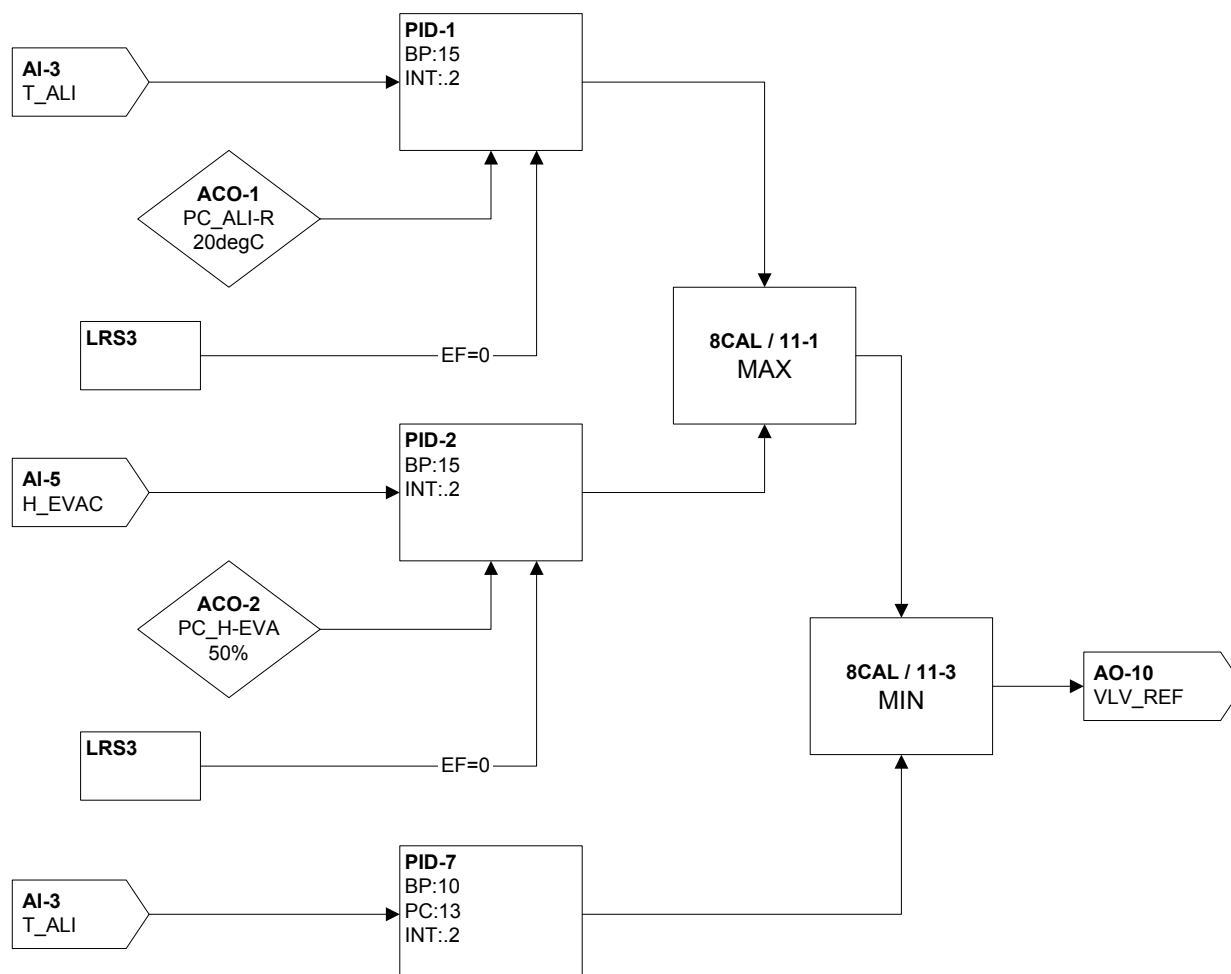 PID-1
BP:15
INT:.2
AI-3
T_ALI
ACO-1
PC_ALI-R
20degC
LRS3
EF=0
8CAL / 11-1
MAX
PID-2
BP:15
INT:.2
AI-5
H_EVAC
ACO-2
PC_H-EVA
50%
8CAL / 11-3
MIN
AO-10
VLV_REF
LRS3
EF=0
PID-7
BP:10
PC:13
INT:.2
AI-3
T_ALI